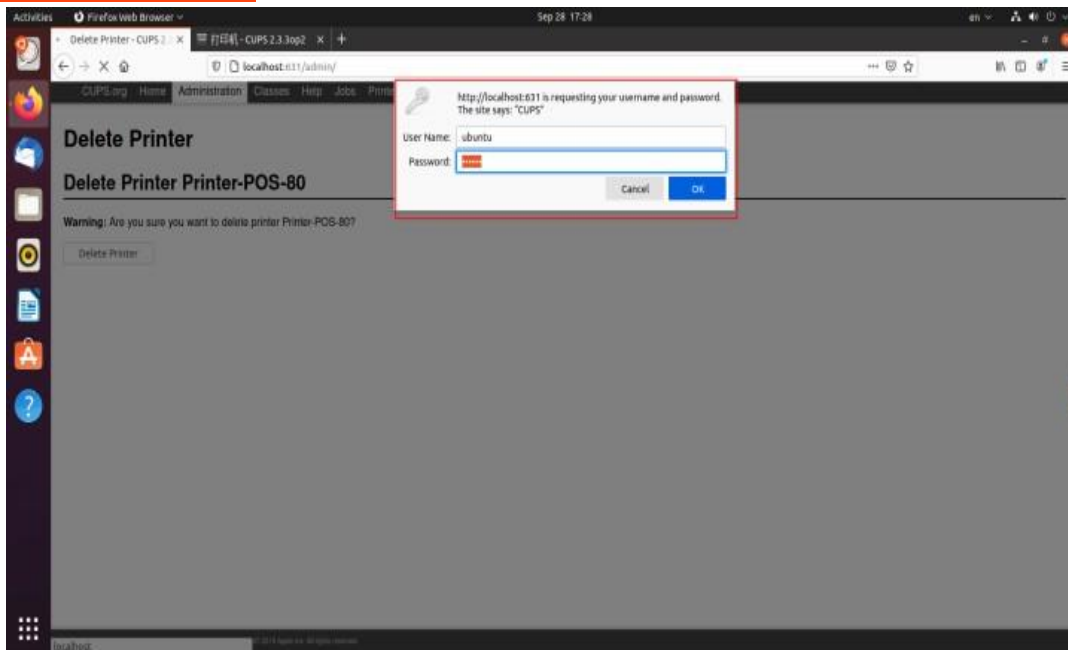 Activities Firefox Web Browser Sep 28 17:28 en
Delete Printer - CUPS 2 打印机 - CUPS 2.3.3op2
localhost:631/admin/
CUPS.org Home Administration Classes Help Jobs
http://localhost:631 is requesting your username and password.
The site says: "CUPS"
User Name: ubuntu
Password:
Cancel OK
Delete Printer
Delete Printer Printer-POS-80
Warning: Are you sure you want to delete printer Printer-POS-80?
Delete Printer
localhost